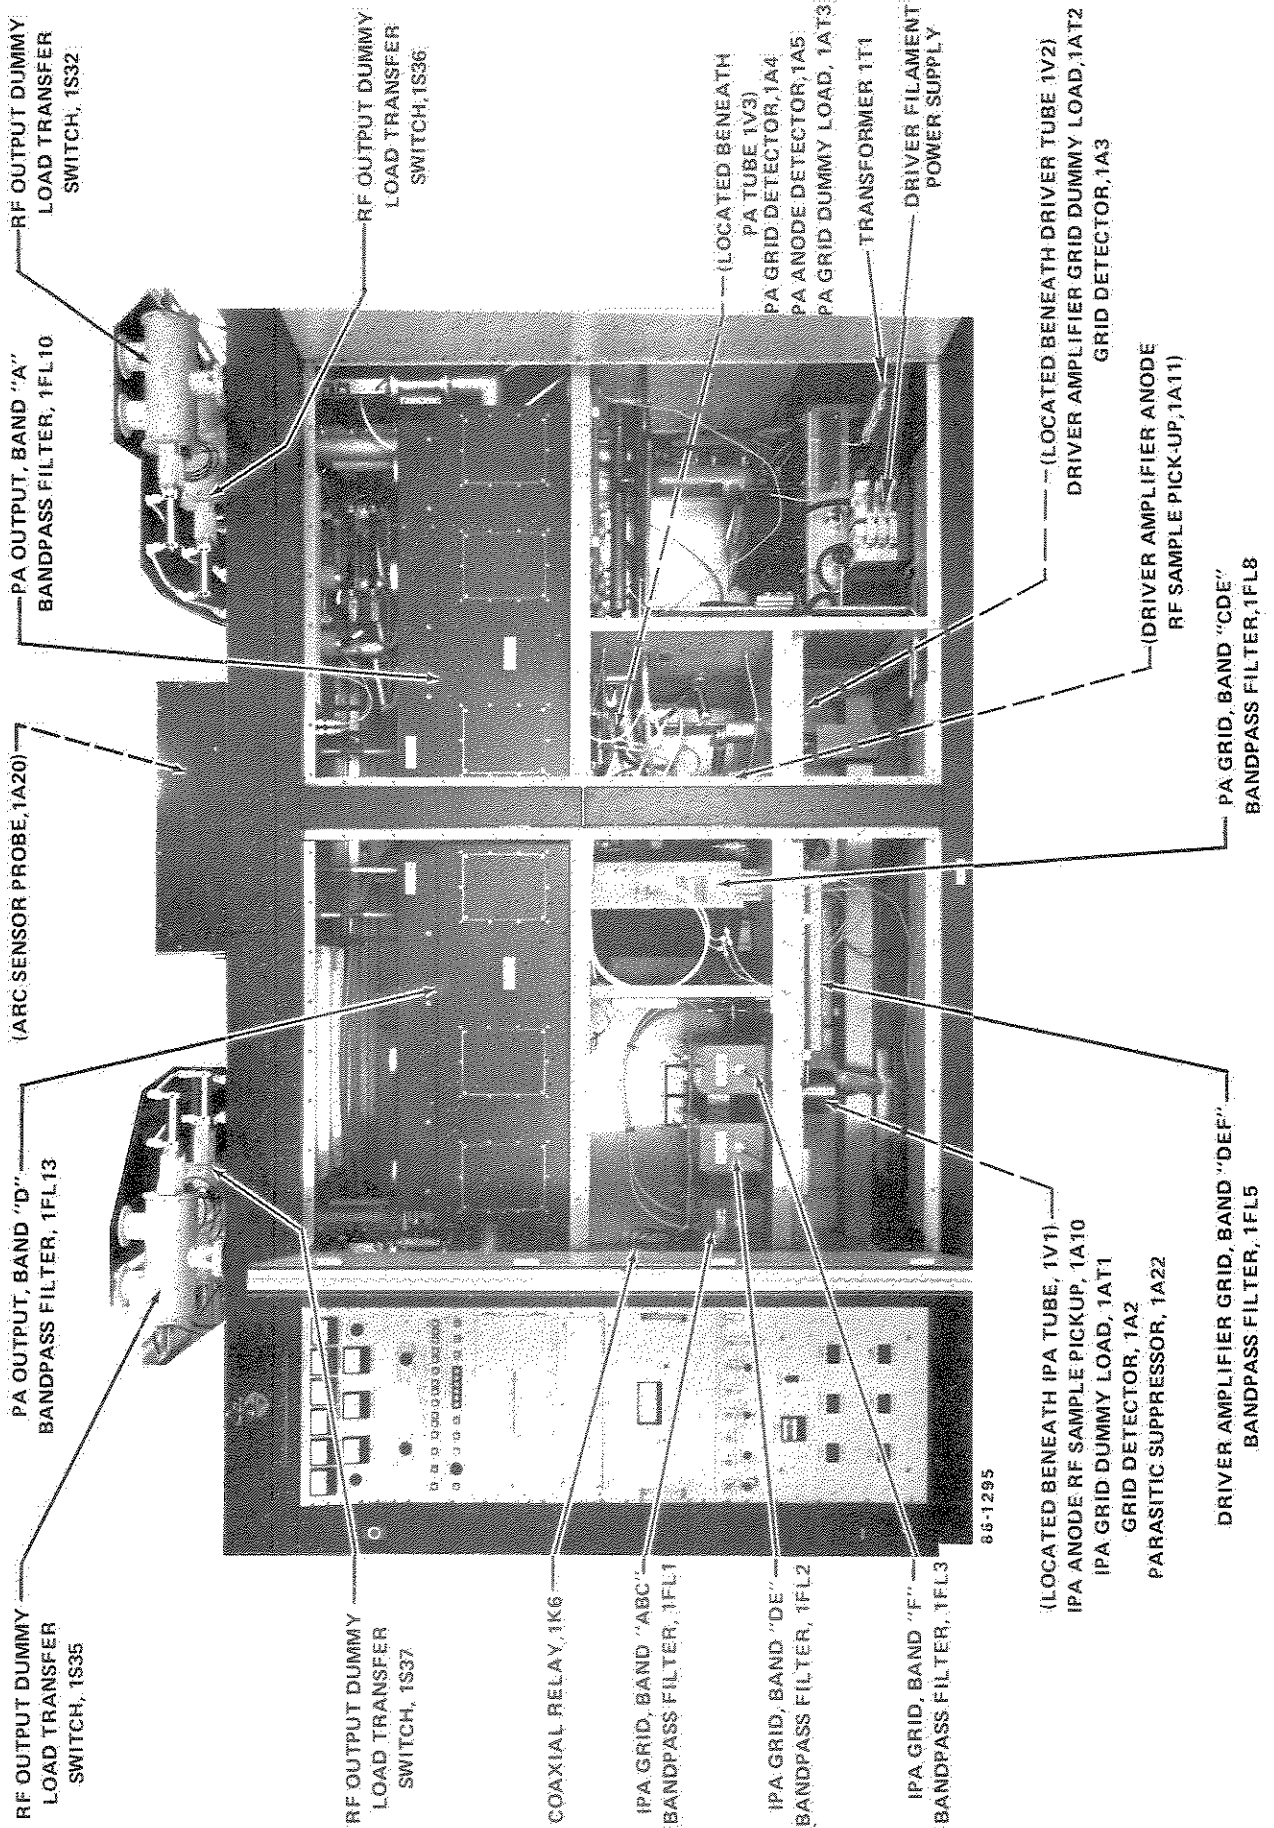 RF OUTPUT DUMMY
LOAD TRANSFER
SWITCH, 1S35
PA OUTPUT, BAND "D"
BANDPASS FILTER, 1FL13
(ARC SENSOR PROBE, 1A20)
PA OUTPUT, BAND "A"
BANDPASS FILTER, 1FL10
RF OUTPUT DUMMY
LOAD TRANSFER
SWITCH, 1S32
RF OUTPUT DUMMY
LOAD TRANSFER
SWITCH, 1S37
RF OUTPUT DUMMY
LOAD TRANSFER
SWITCH, 1S36
COAXIAL RELAY, 1K6
IPA GRID, BAND "ABC"
BANDPASS FILTER, 1FL1
IPA GRID, BAND "DE"
BANDPASS FILTER, 1FL2
IPA GRID, BAND "F"
BANDPASS FILTER, 1FL3
(LOCATED BENEATH
PA TUBE 1V3)
PA GRID DETECTOR, 1A4
PA ANODE DETECTOR, 1A5
PA GRID DUMMY LOAD, 1AT3
TRANSFORMER 1T1
DRIVER FILAMENT
POWER SUPPLY
86-1295
(LOCATED BENEATH IPA TUBE, 1V1)
IPA ANODE RF SAMPLE PICKUP, 1A10
IPA GRID DUMMY LOAD, 1AT1
GRID DETECTOR, 1A2
PARASITIC SUPPRESSOR, 1A22
DRIVER AMPLIFIER GRID, BAND "DEF"
BANDPASS FILTER, 1FL5
PA GRID, BAND "CDE"
BANDPASS FILTER, 1FL8
(DRIVER AMPLIFIER ANODE
RF SAMPLE PICK-UP, 1A11)
(LOCATED BENEATH DRIVER TUBE 1V2)
DRIVER AMPLIFIER GRID DUMMY LOAD, 1AT2
GRID DETECTOR, 1A3